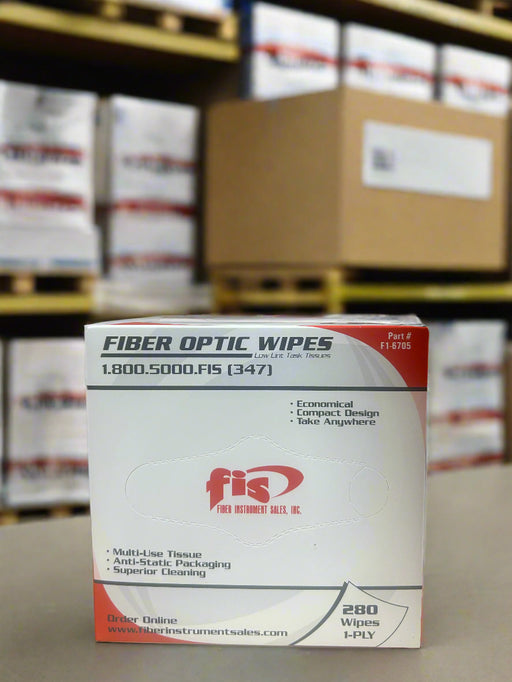 FIBER OPTIC WIPES
Low Lint Task Tissues
1.800.5000.FIS (347)
Part #
F1-6705
• Economical
• Compact Design
• Take Anywhere
fis
FIBER INSTRUMENT SALES, INC.
• Multi-Use Tissue
• Anti-Static Packaging
• Superior Cleaning
Order Online
www.fiberinstrumentsales.com
280
Wipes
1-PLY